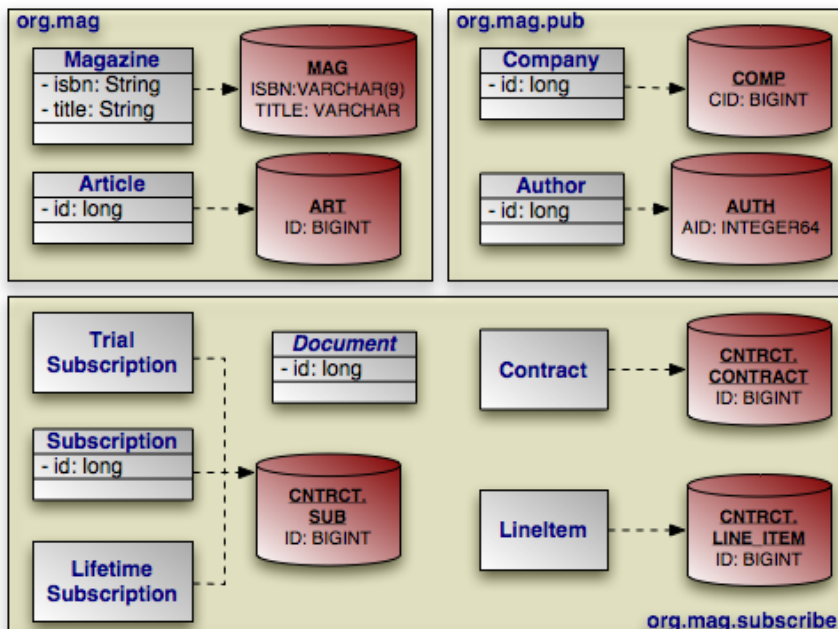 org.mag
Magazine
- isbn: String
- title: String
MAG
ISBN:VARCHAR(9)
TITLE: VARCHAR
Article
- id: long
ART
ID: BIGINT
org.mag.pub
Company
- id: long
COMP
CID: BIGINT
Author
- id: long
AUTH
AID: INTEGER64
Trial
Subscription
Document
- id: long
Contract
CNTRCT.
CONTRACT
ID: BIGINT
Subscription
- id: long
CNTRCT.
SUB
ID: BIGINT
LineItem
CNTRCT.
LINE_ITEM
ID: BIGINT
Lifetime
Subscription
org.mag.subscribe